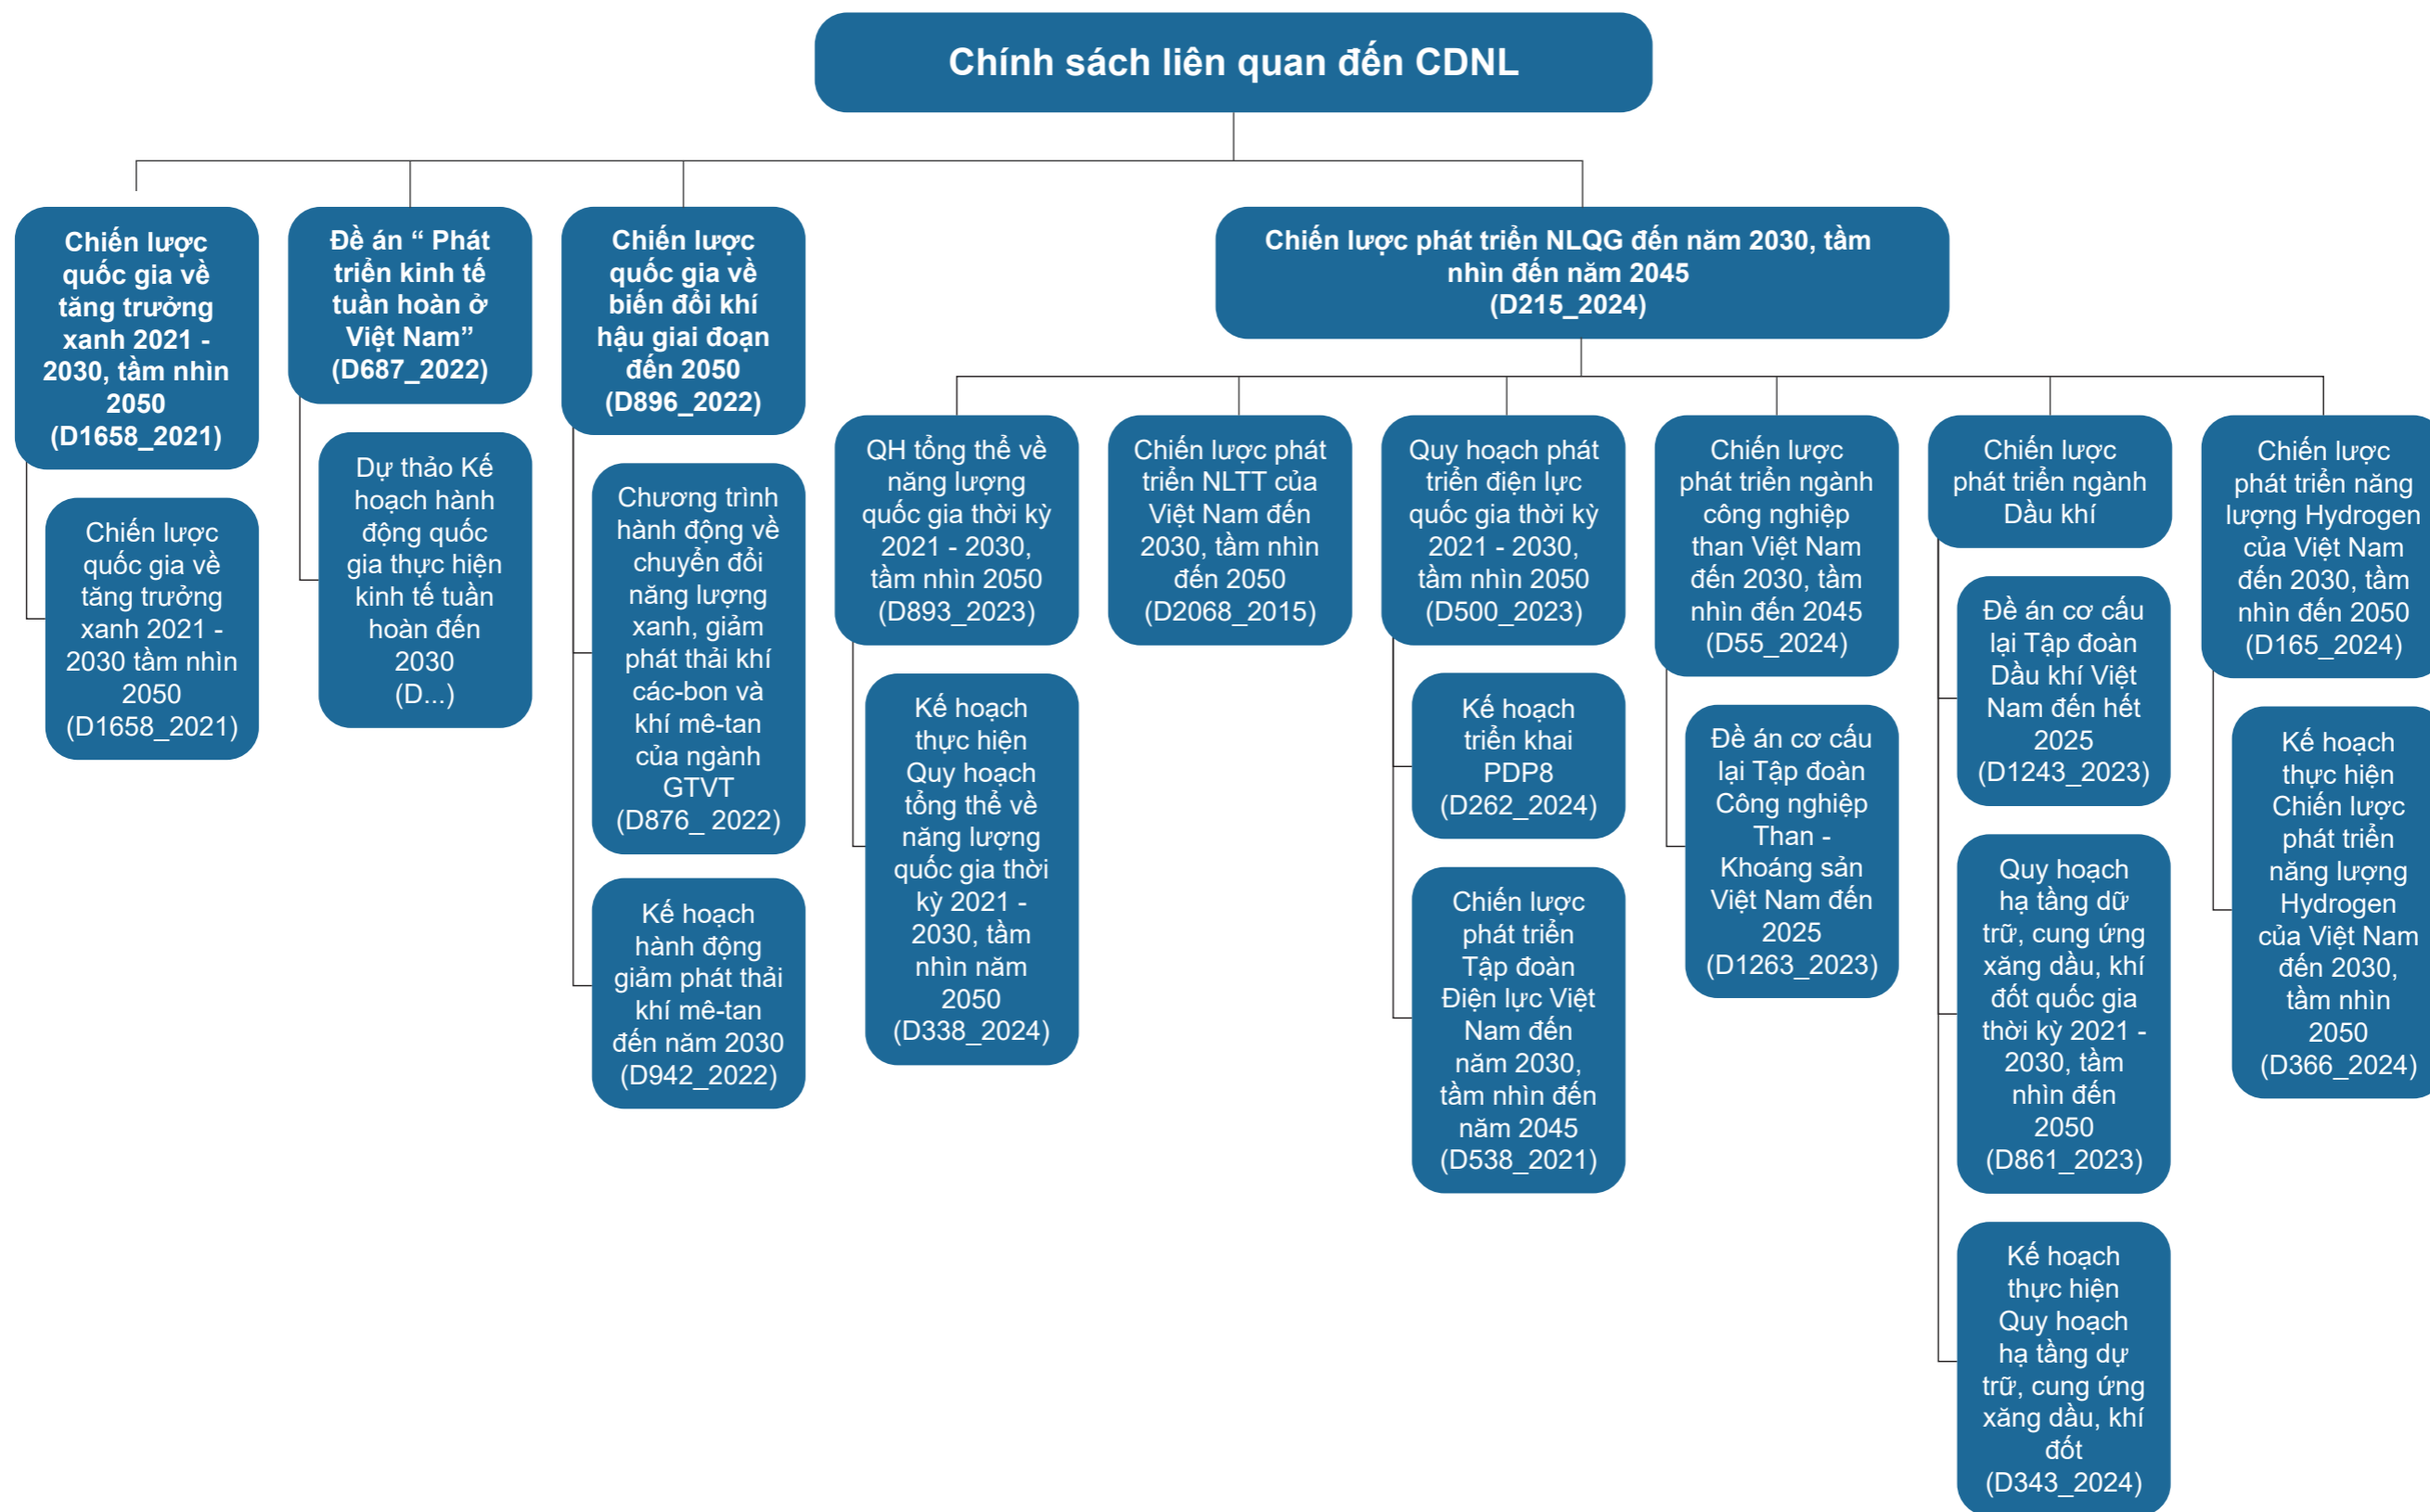 Chính sách liên quan đến CDNL
Chiến lược
quốc gia về
tăng trưởng
xanh 2021 -
2030, tầm nhìn
2050
(D1658_2021)
Chiến lược
quốc gia về
tăng trưởng
xanh 2021 -
2030 tầm nhìn
2050
(D1658_2021)
Đề án “ Phát
triển kinh tế
tuần hoàn ở
Việt Nam”
(D687_2022)
Dự thảo Kế
hoạch hành
động quốc
gia thực hiện
kinh tế tuần
hoàn đến
2030
(D...)
Chiến lược
quốc gia về
biến đổi khí
hậu giai đoạn
đến 2050
(D896_2022)
Chương trình
hành động về
chuyển đổi
năng lượng
xanh, giảm
phát thải khí
các-bon và
khí mê-tan
của ngành
GTVT
(D876_ 2022)
Kế hoạch
hành động
giảm phát thải
khí mê-tan
đến năm 2030
(D942_2022)
Chiến lược phát triển NLQG đến năm 2030, tầm
nhìn đến năm 2045
(D215_2024)
QH tổng thể về
năng lượng
quốc gia thời kỳ
2021 - 2030,
tầm nhìn 2050
(D893_2023)
Kế hoạch
thực hiện
Quy hoạch
tổng thể về
năng lượng
quốc gia thời
kỳ 2021 -
2030, tầm
nhìn năm
2050
(D338_2024)
Chiến lược phát
triển NLTT của
Việt Nam đến
2030, tầm nhìn
đến 2050
(D2068_2015)
Quy hoạch phát
triển điện lực
quốc gia thời kỳ
2021 - 2030,
tầm nhìn 2050
(D500_2023)
Kế hoạch
triển khai
PDP8
(D262_2024)
Chiến lược
phát triển
Tập đoàn
Điện lực Việt
Nam đến
năm 2030,
tầm nhìn đến
năm 2045
(D538_2021)
Chiến lược
phát triển ngành
công nghiệp
than Việt Nam
đến 2030, tầm
nhìn đến 2045
(D55_2024)
Đề án cơ cấu
lại Tập đoàn
Công nghiệp
Than -
Khoáng sản
Việt Nam đến
2025
(D1263_2023)
Chiến lược
phát triển ngành
Dầu khí
Đề án cơ cấu
lại Tập đoàn
Dầu khí Việt
Nam đến hết
2025
(D1243_2023)
Quy hoạch
hạ tầng dữ
trữ, cung ứng
xăng dầu, khí
đốt quốc gia
thời kỳ 2021 -
2030, tầm
nhìn đến
2050
(D861_2023)
Kế hoạch
thực hiện
Quy hoạch
hạ tầng dự
trữ, cung ứng
xăng dầu, khí
đốt
(D343_2024)
Chiến lược
phát triển năng
lượng Hydrogen
của Việt Nam
đến 2030, tầm
nhìn đến 2050
(D165_2024)
Kế hoạch
thực hiện
Chiến lược
phát triển
năng lượng
Hydrogen
của Việt Nam
đến 2030,
tầm nhìn
2050
(D366_2024)